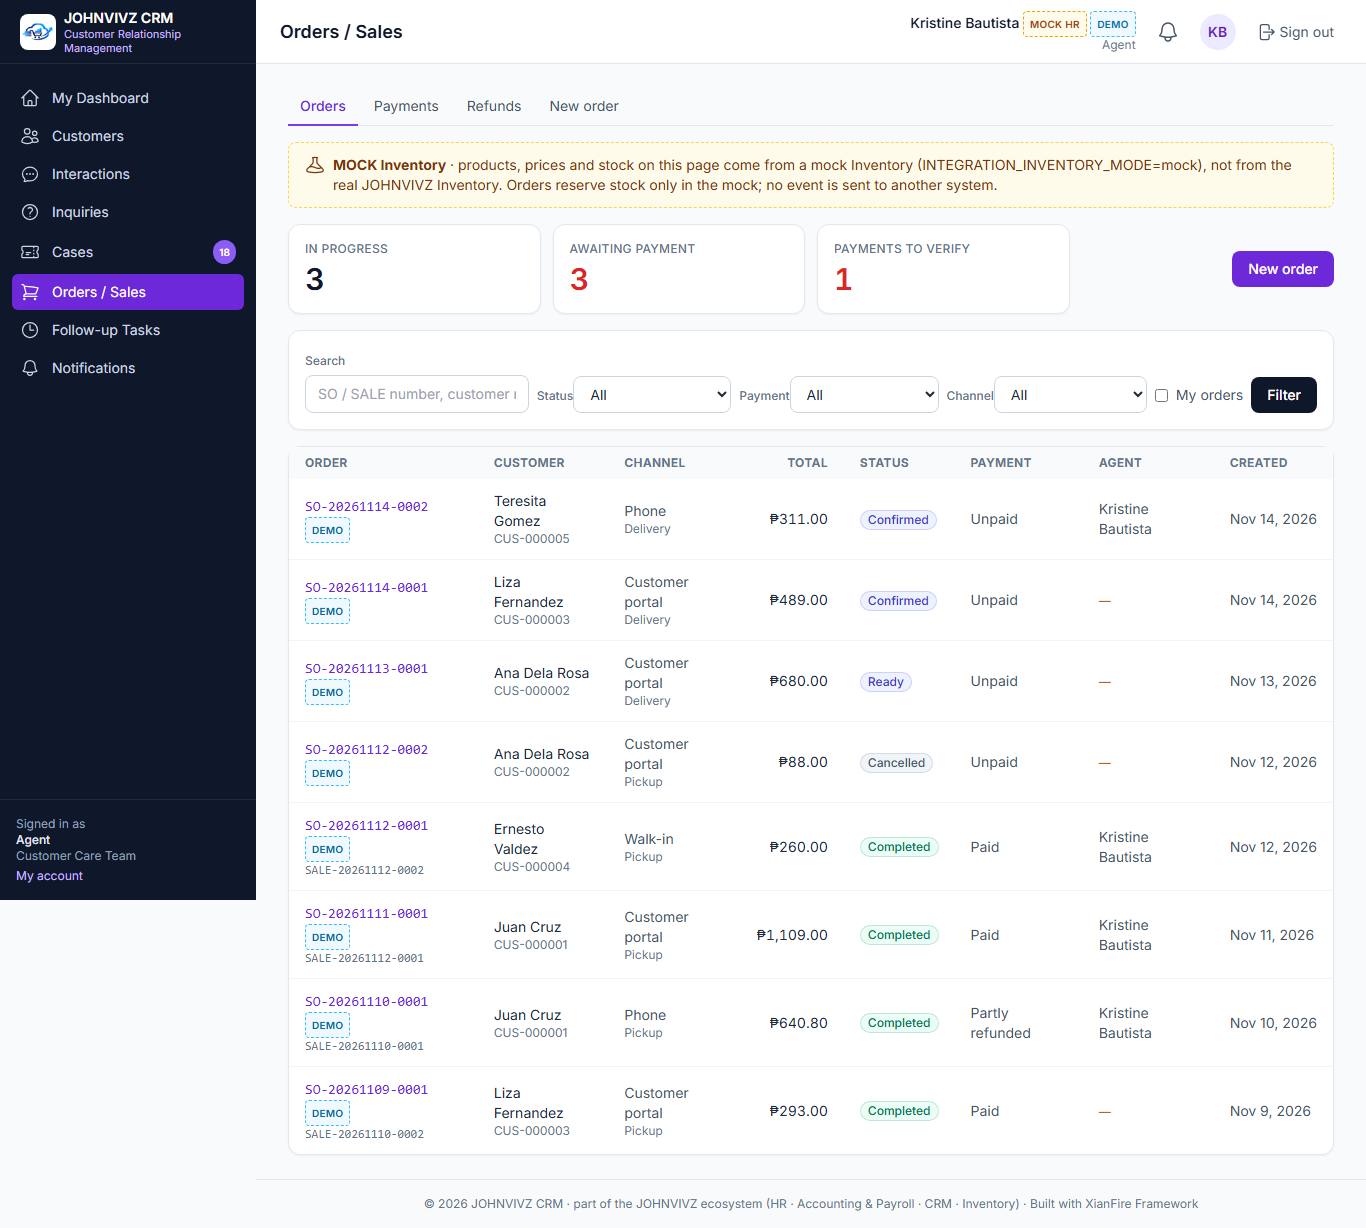 JOHNVIVZ CRM
Customer Relationship
Management
My Dashboard
Customers
Interactions
Inquiries
Cases 18
Orders / Sales
Follow-up Tasks
Notifications
Signed in as
Agent
Customer Care Team
My account
Orders / Sales
Kristine Bautista MOCK HR DEMO
Agent
KB
Sign out
Orders Payments Refunds New order
MOCK Inventory · products, prices and stock on this page come from a mock Inventory (INTEGRATION_INVENTORY_MODE=mock), not from the
real JOHNVIVZ Inventory. Orders reserve stock only in the mock; no event is sent to another system.
IN PROGRESS
3
AWAITING PAYMENT
3
PAYMENTS TO VERIFY
1
New order
Search
SO / SALE number, customer Status All Payment All Channel All My orders Filter
ORDER CUSTOMER CHANNEL TOTAL STATUS PAYMENT AGENT CREATED
SO-20261114-0002
DEMO
Teresita
Gomez
CUS-000005
Phone
Delivery
₱311.00
Confirmed
Unpaid
Kristine
Bautista
Nov 14, 2026
SO-20261114-0001
DEMO
Liza
Fernandez
CUS-000003
Customer
portal
Delivery
₱489.00
Confirmed
Unpaid
—
Nov 14, 2026
SO-20261113-0001
DEMO
Ana Dela Rosa
CUS-000002
Customer
portal
Delivery
₱680.00
Ready
Unpaid
—
Nov 13, 2026
SO-20261112-0002
DEMO
Ana Dela Rosa
CUS-000002
Customer
portal
Pickup
₱88.00
Cancelled
Unpaid
—
Nov 12, 2026
SO-20261112-0001
DEMO
SALE-20261112-0002
Ernesto
Valdez
CUS-000004
Walk-in
Pickup
₱260.00
Completed
Paid
Kristine
Bautista
Nov 12, 2026
SO-20261111-0001
DEMO
SALE-20261112-0001
Juan Cruz
CUS-000001
Customer
portal
Pickup
₱1,109.00
Completed
Paid
Kristine
Bautista
Nov 11, 2026
SO-20261110-0001
DEMO
SALE-20261110-0001
Juan Cruz
CUS-000001
Phone
Pickup
₱640.80
Completed
Partly
refunded
Kristine
Bautista
Nov 10, 2026
SO-20261109-0001
DEMO
SALE-20261110-0002
Liza
Fernandez
CUS-000003
Customer
portal
Pickup
₱293.00
Completed
Paid
—
Nov 9, 2026
© 2026 JOHNVIVZ CRM · part of the JOHNVIVZ ecosystem (HR · Accounting & Payroll · CRM · Inventory) · Built with XianFire Framework